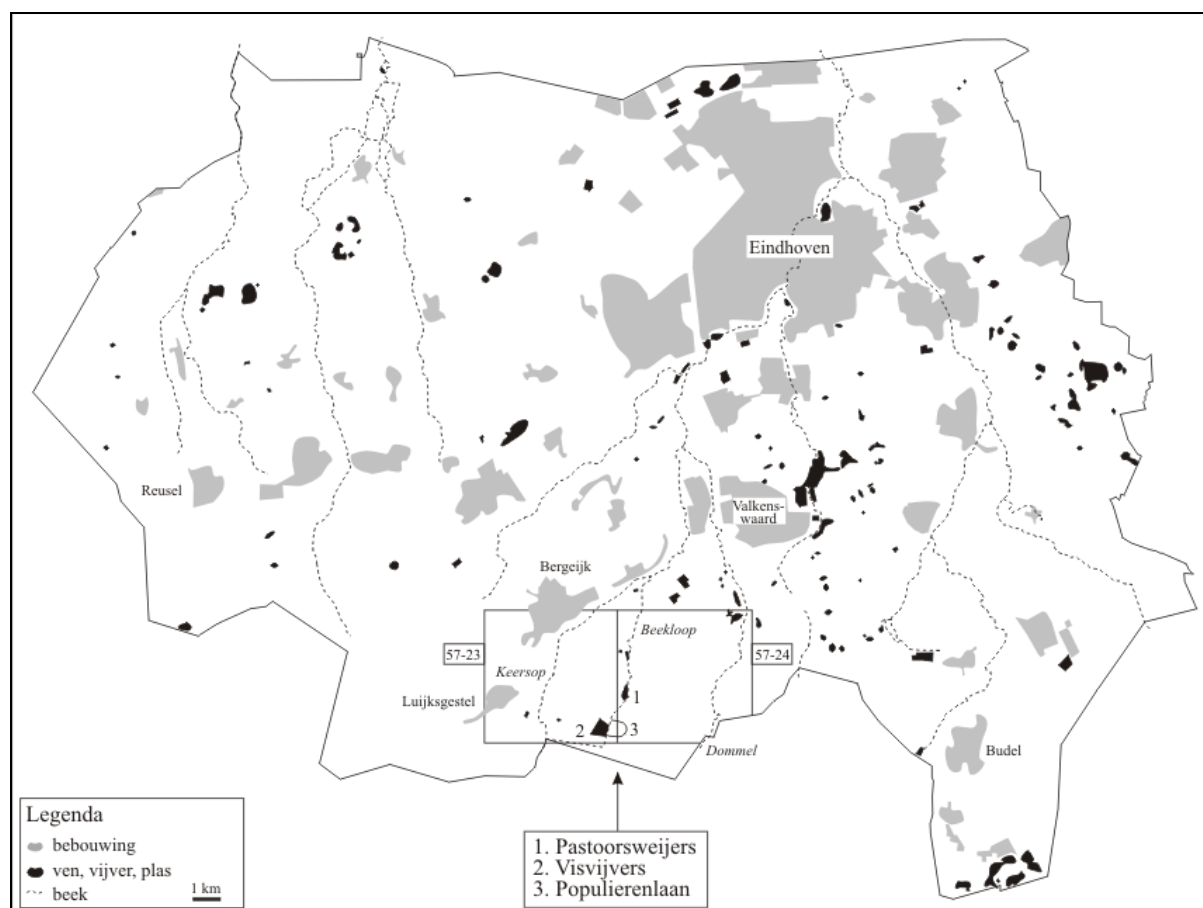 Eindhoven
Reusel
Valkens-
waard
Bergeijk
Beekloop
57-23
57-24
Keersop
Luijksgestel
1
2
3
Dommel
Budel
Legenda
bebouwing
ven, vijver, plas
beek
1 km
1. Pastoorsweijers
2. Visvijvers
3. Populierenlaan